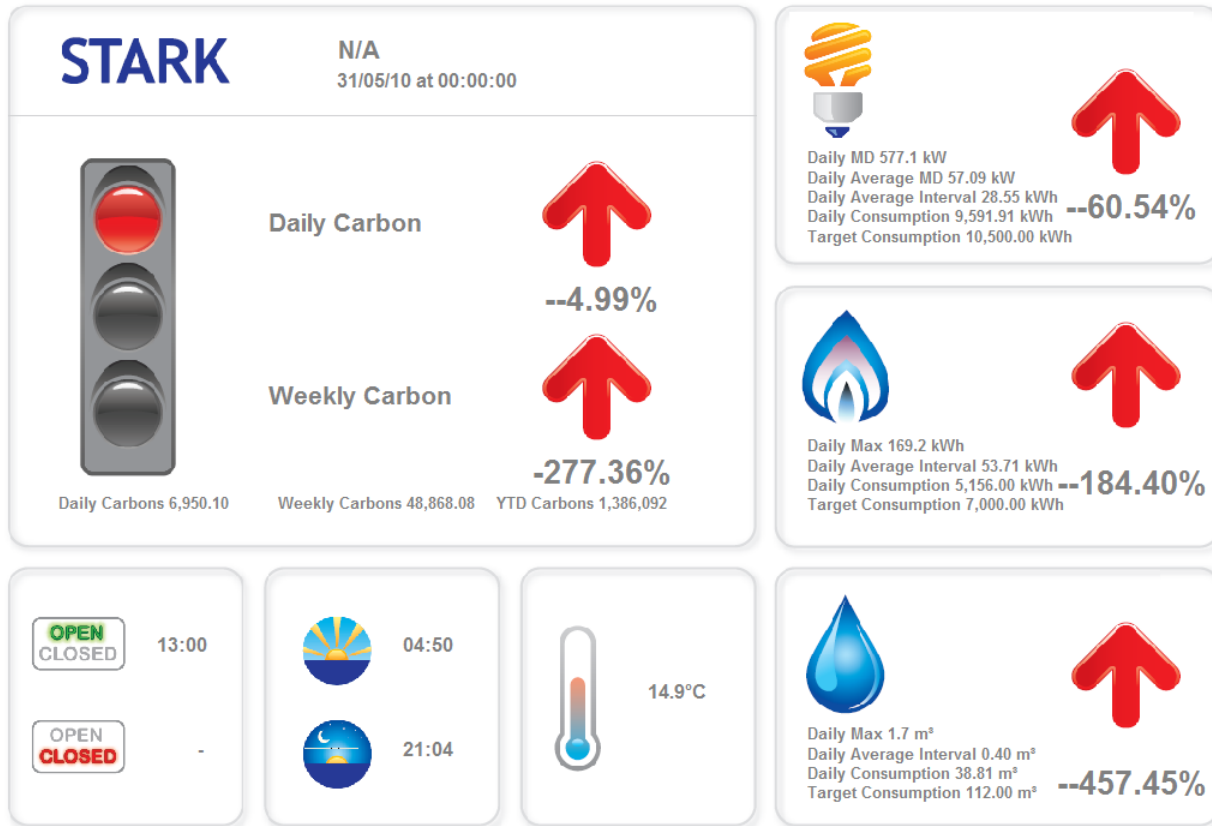 STARK
N/A
31/05/10 at 00:00:00
Daily Carbon
--4.99%
Weekly Carbon
-277.36%
Daily Carbons 6,950.10
Weekly Carbons 48,868.08
YTD Carbons 1,386,092
Daily MD 577.1 kW
Daily Average MD 57.09 kW
Daily Average Interval 28.55 kWh
Daily Consumption 9,591.91 kWh
Target Consumption 10,500.00 kWh
--60.54%
Daily Max 169.2 kWh
Daily Average Interval 53.71 kWh
Daily Consumption 5,156.00 kWh
Target Consumption 7,000.00 kWh
--184.40%
OPEN
CLOSED
13:00
OPEN
CLOSED
-
04:50
21:04
14.9°C
Daily Max 1.7 m³
Daily Average Interval 0.40 m³
Daily Consumption 38.81 m³
Target Consumption 112.00 m³
--457.45%